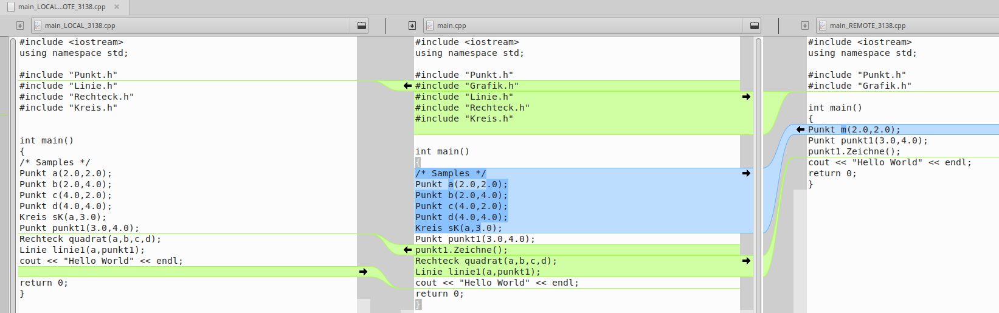 main_LOCAL...OTE_3138.cpp
main_LOCAL_3138.cpp
#include <iostream>
using namespace std;
#include "Punkt.h"
#include "Linie.h"
#include "Rechteck.h"
#include "Kreis.h"
int main()
{
/* Samples */
Punkt a(2.0,2.0);
Punkt b(2.0,4.0);
Punkt c(4.0,2.0);
Punkt d(4.0,4.0);
Kreis sK(a,3.0);
Punkt punkt1(3.0,4.0);
Rechteck quadrat(a,b,c,d);
Linie linie1(a,punkt1);
cout << "Hello World" << endl;
return 0;
}
main.cpp
#include <iostream>
using namespace std;
#include "Punkt.h"
#include "Grafik.h"
#include "Linie.h"
#include "Rechteck.h"
#include "Kreis.h"
int main()
{
/* Samples */
Punkt a(2.0,2.0);
Punkt b(2.0,4.0);
Punkt c(4.0,2.0);
Punkt d(4.0,4.0);
Kreis sK(a,3.0);
Punkt punkt1(3.0,4.0);
punkt1.Zeichne();
Rechteck quadrat(a,b,c,d);
Linie linie1(a,punkt1);
cout << "Hello World" << endl;
return 0;
}
main_REMOTE_3138.cpp
#include <iostream>
using namespace std;
#include "Punkt.h"
#include "Grafik.h"
int main()
{
Punkt m(2.0,2.0);
Punkt punkt1(3.0,4.0);
punkt1.Zeichne();
cout << "Hello World" << endl;
return 0;
}